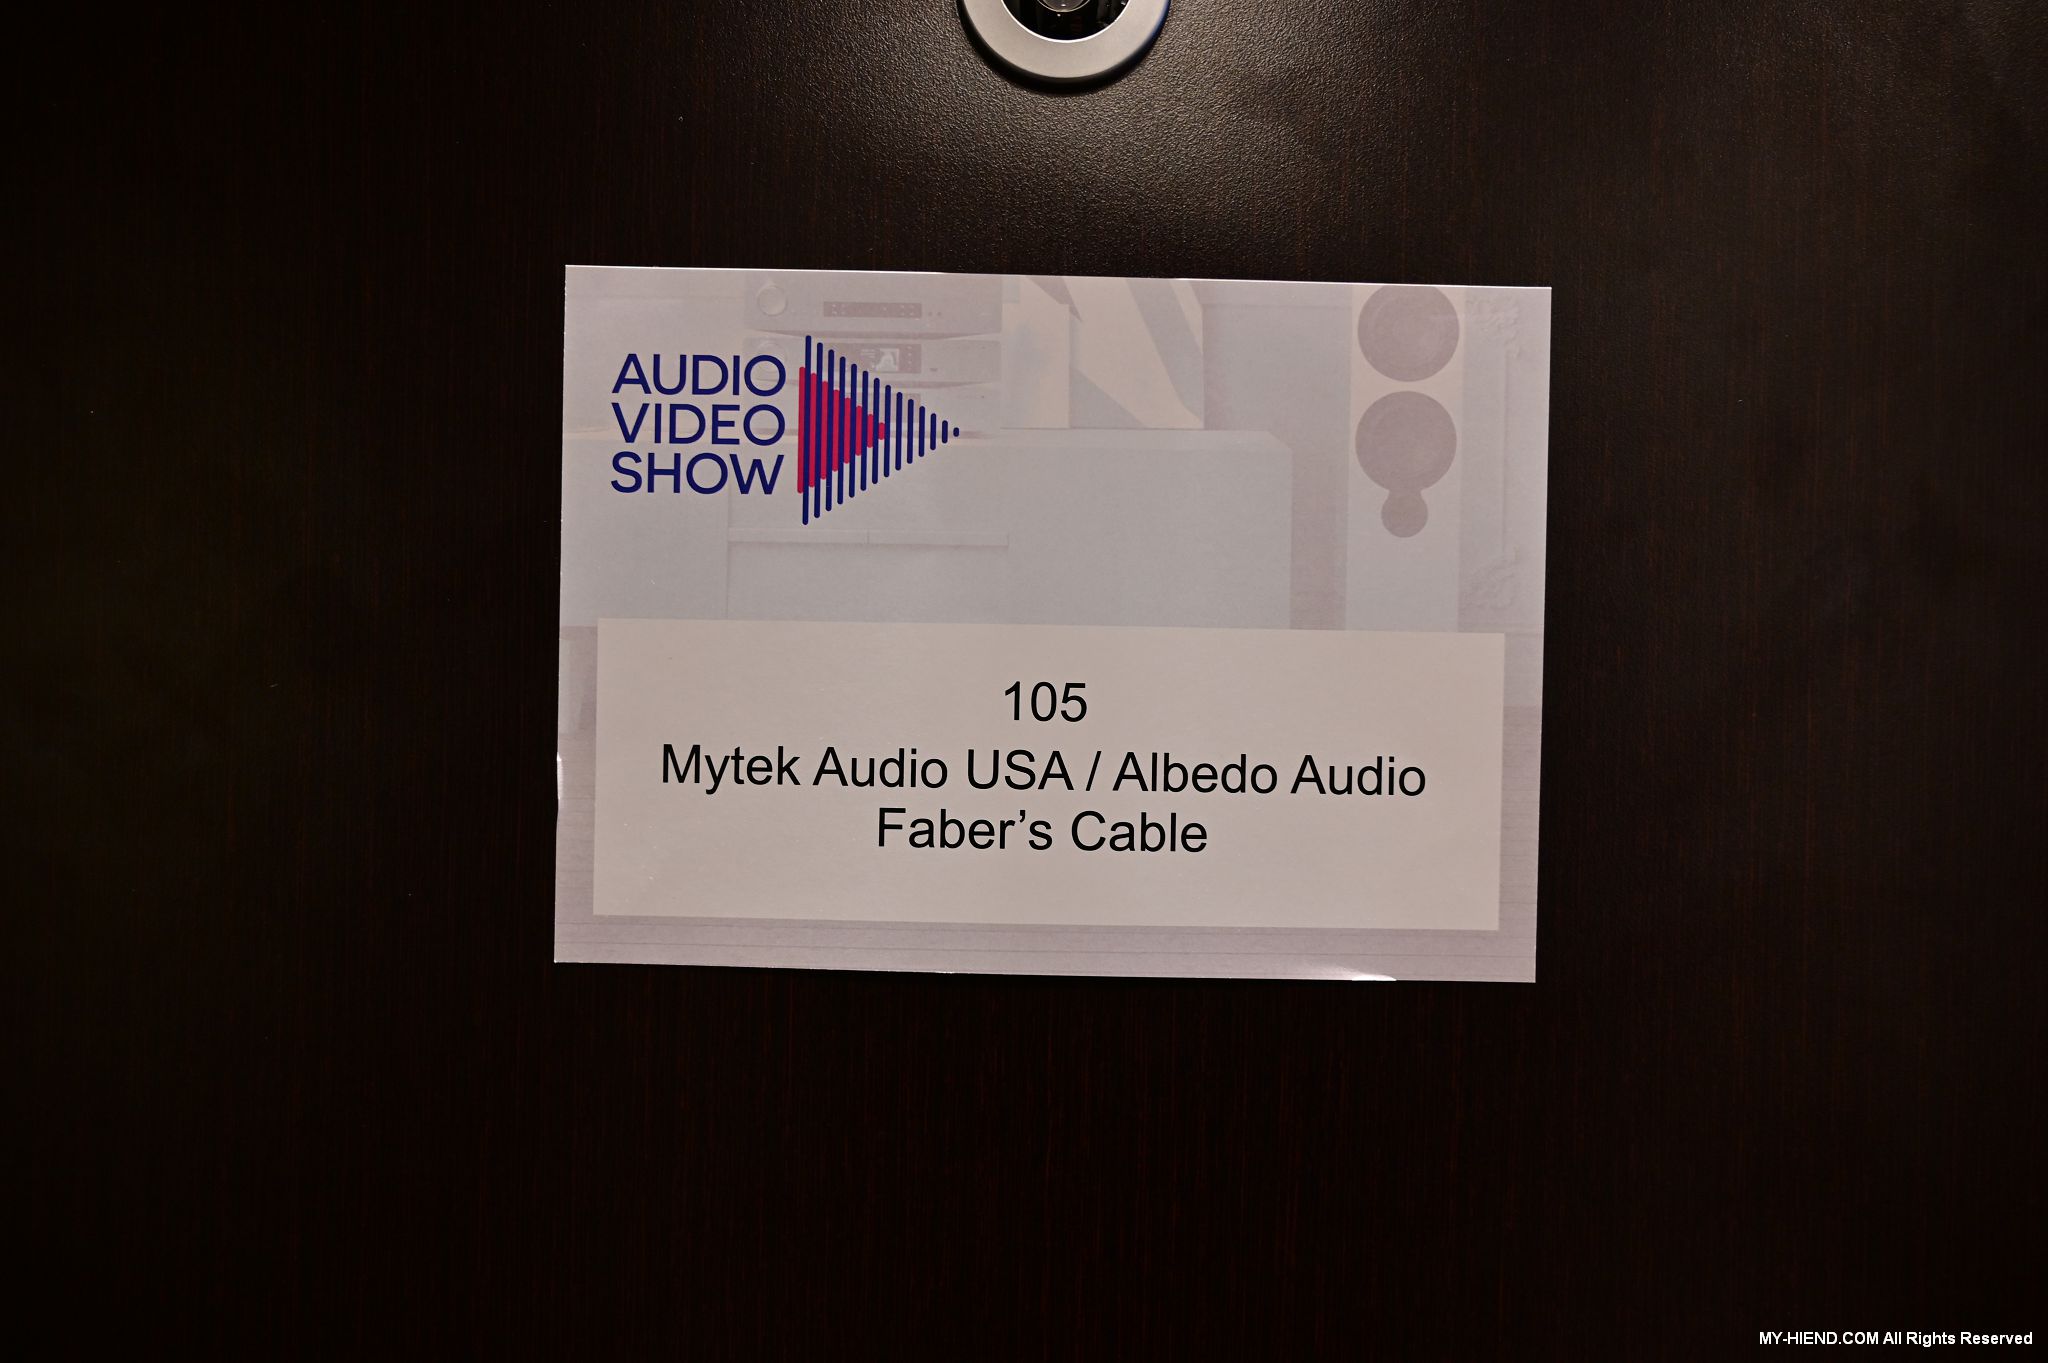 AUDIO
VIDEO
SHOW
105
Mytek Audio USA / Albedo Audio
Faber’s Cable
MY-HIEND.COM All Rights Reserved